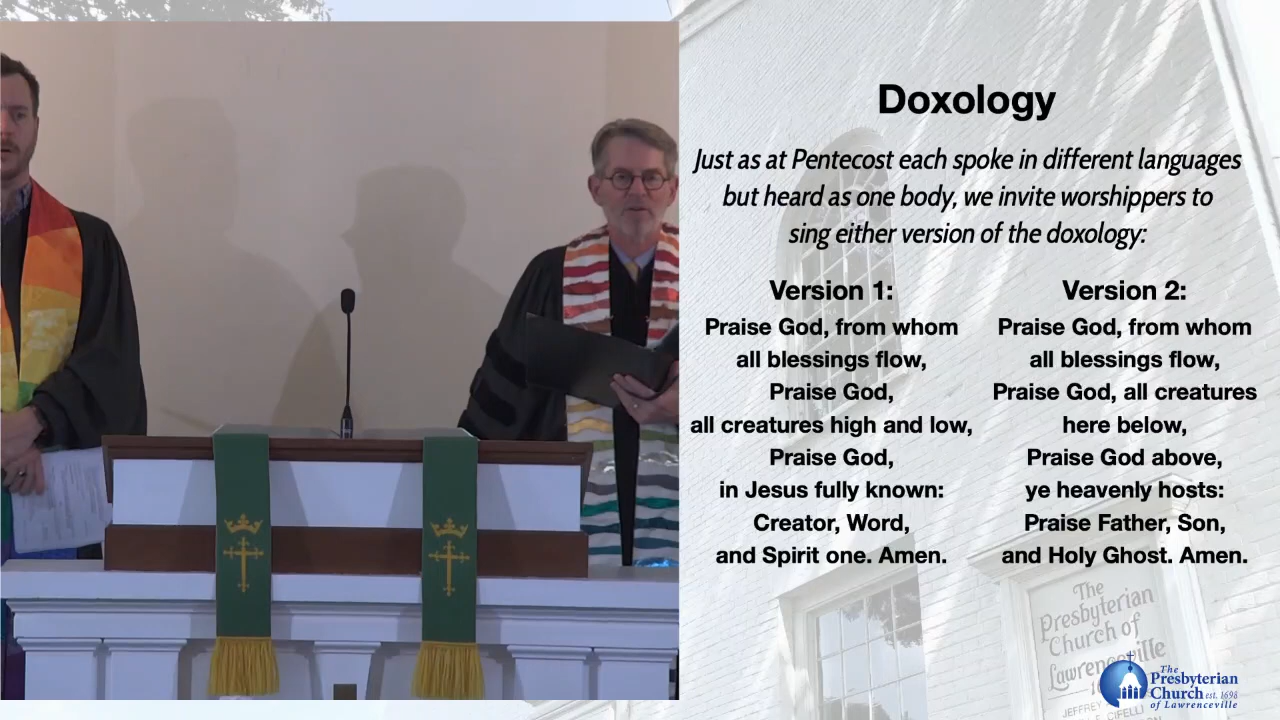 Doxology
Just as at Pentecost each spoke in different languages
but heard as one body, we invite worshippers to
sing either version of the doxology:
Version 1:
Praise God, from whom
all blessings flow,
Praise God,
all creatures high and low,
Praise God,
in Jesus fully known:
Creator, Word,
and Spirit one. Amen.
Version 2:
Praise God, from whom
all blessings flow,
Praise God, all creatures
here below,
Praise God above,
ye heavenly hosts:
Praise Father, Son,
and Holy Ghost. Amen.
The
Presbyterian
Church of
Lawrenceville
JEFFREY
CIFELLI
The
Presbyterian
Church est. 1698
of Lawrenceville